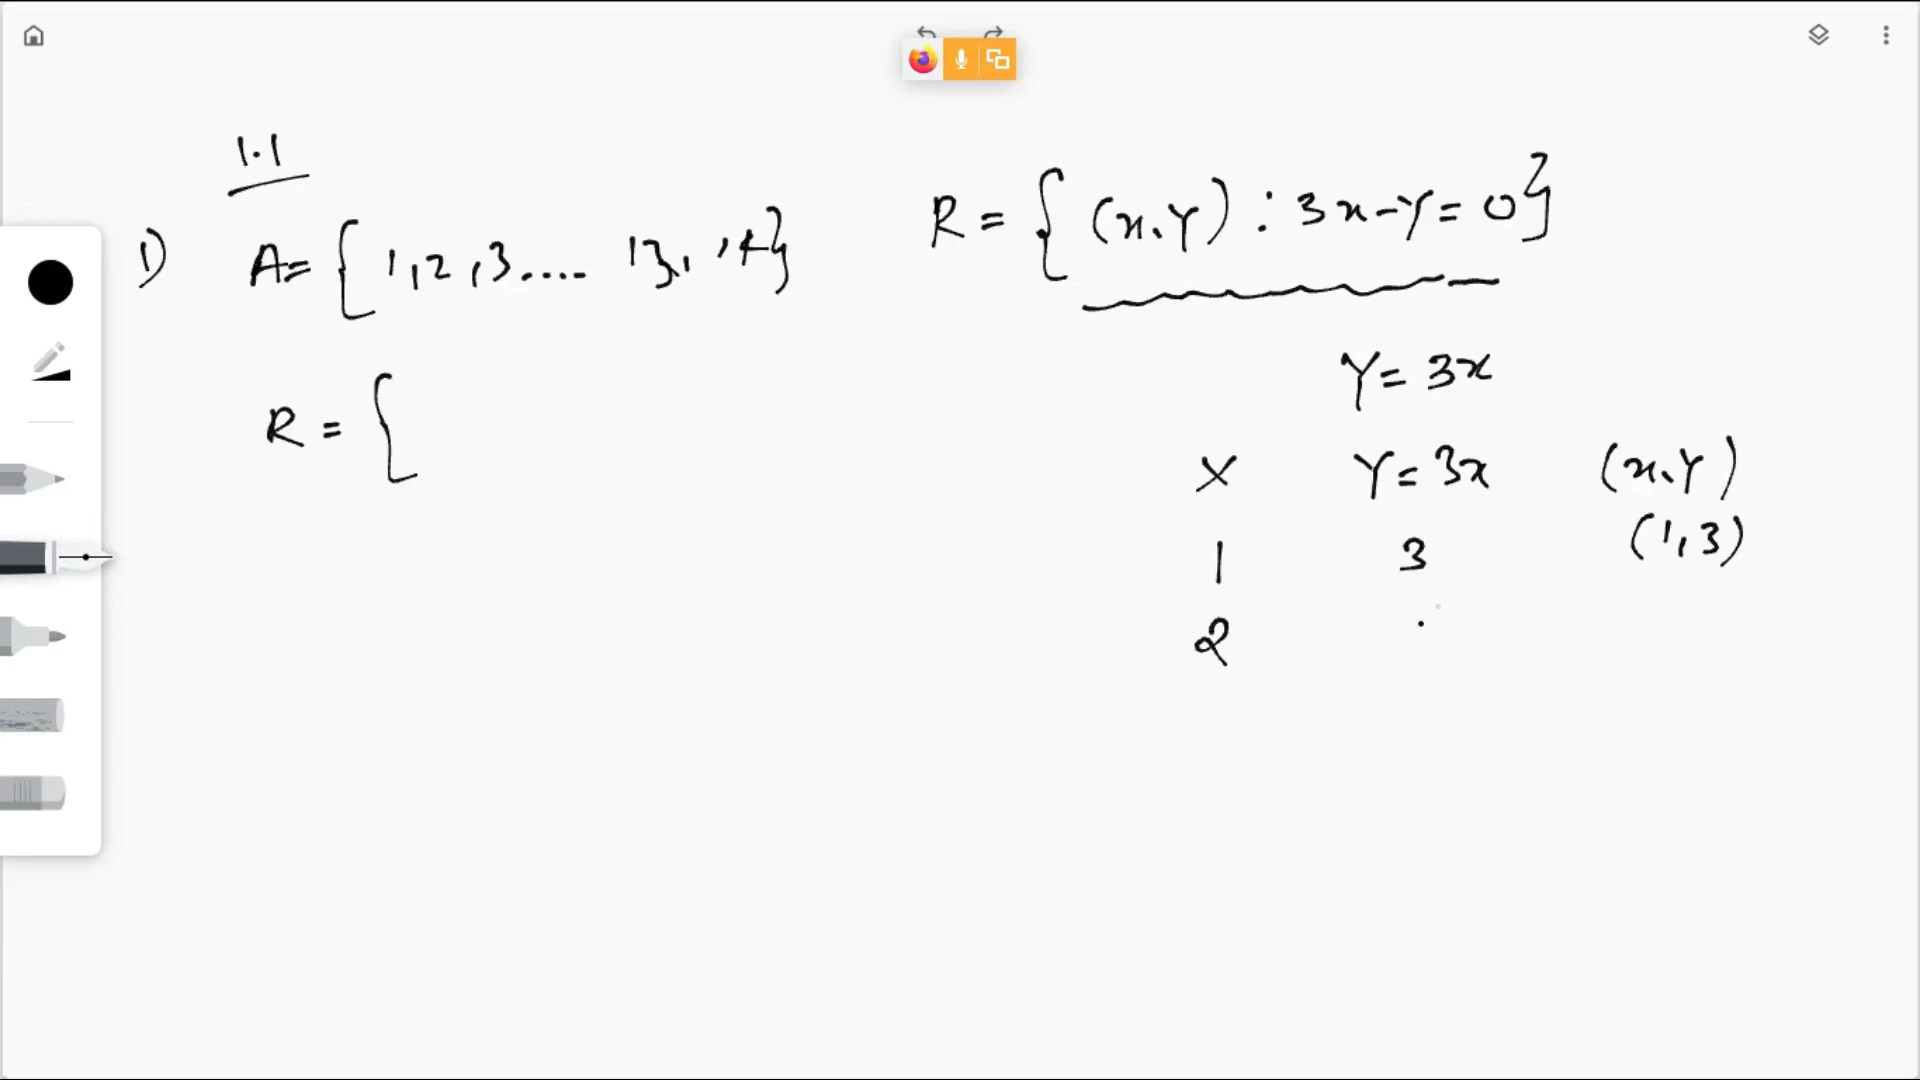 1.1
1) A = { 1, 2, 3 .... 13, 14}
R = { (x, Y) : 3x - Y = 0}
R = {
Y = 3x
X Y = 3x (x, Y)
1 3 (1, 3)
2